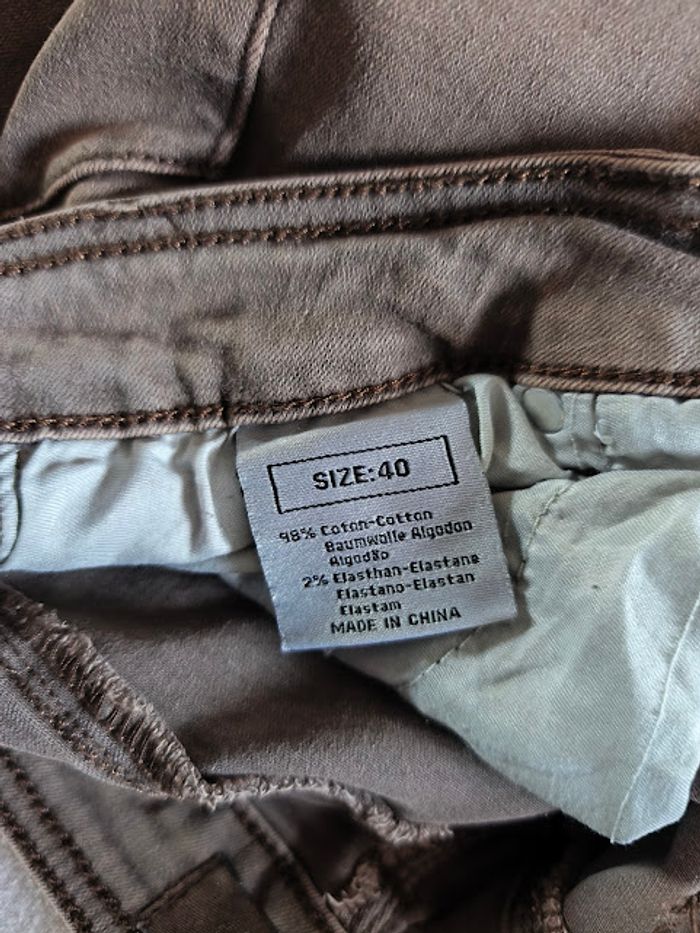 SIZE:40
98% Coton-Cotton
Baumwolle Algodon
Algodão
2% Elasthan-Elastane
Elastano-Elastan
Elastam
MADE IN CHINA